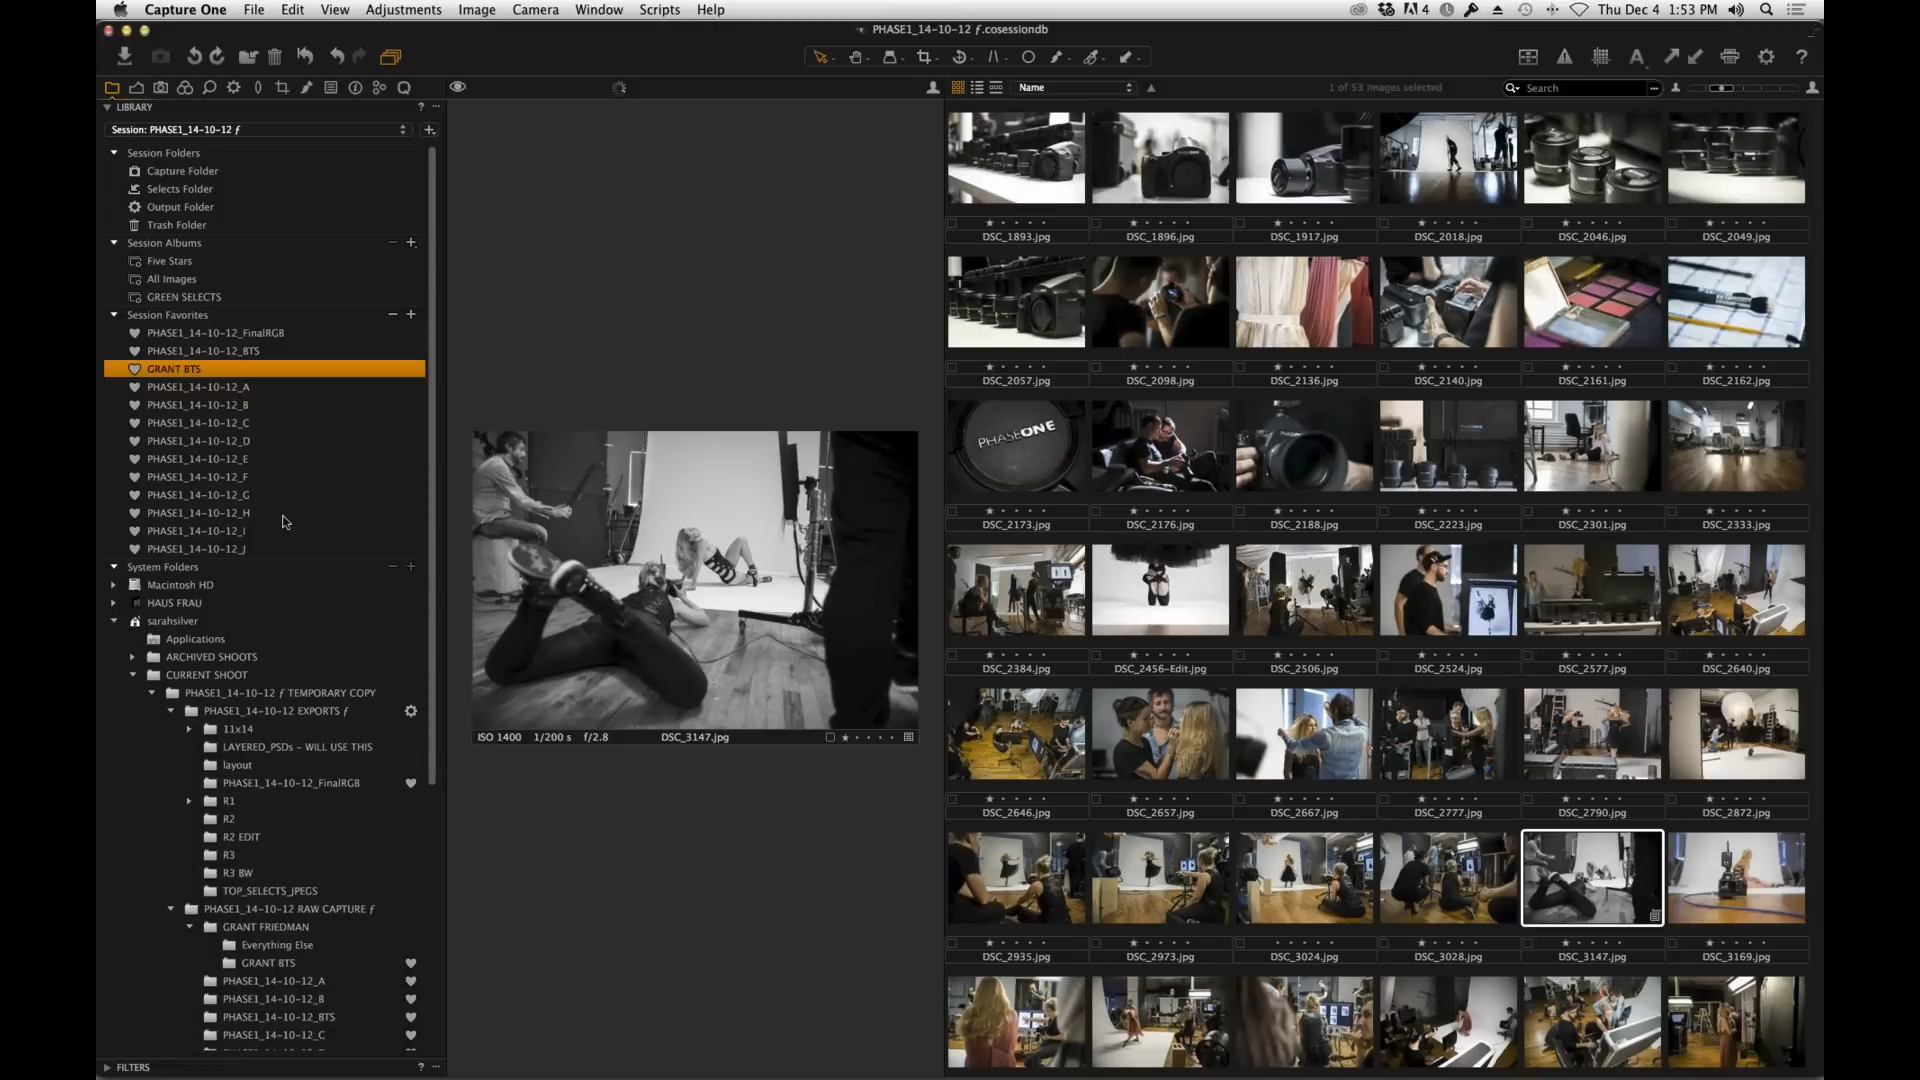 Capture One File Edit View Adjustments Image Camera Window Scripts Help
4 Thu Dec 4 1:53 PM
PHASE1_14-10-12 ƒ.cosessiondb
Name
1 of 53 images selected
Search
LIBRARY ? ...
Session: PHASE1_14-10-12 ƒ
Session Folders
Capture Folder
Selects Folder
Output Folder
Trash Folder
Session Albums
Five Stars
All Images
GREEN SELECTS
Session Favorites
PHASE1_14-10-12_FinalRGB
PHASE1_14-10-12_BTS
GRANT BTS
PHASE1_14-10-12_A
PHASE1_14-10-12_B
PHASE1_14-10-12_C
PHASE1_14-10-12_D
PHASE1_14-10-12_E
PHASE1_14-10-12_F
PHASE1_14-10-12_G
PHASE1_14-10-12_H
PHASE1_14-10-12_I
PHASE1_14-10-12_J
System Folders
Macintosh HD
HAUS FRAU
sarahsilver
Applications
ARCHIVED SHOOTS
CURRENT SHOOT
PHASE1_14-10-12 ƒ TEMPORARY COPY
PHASE1_14-10-12 EXPORTS ƒ
11x14
LAYERED_PSDs - WILL USE THIS
layout
PHASE1_14-10-12_FinalRGB
R1
R2
R2 EDIT
R3
R3 BW
TOP_SELECTS_JPEGS
PHASE1_14-10-12 RAW CAPTURE ƒ
GRANT FRIEDMAN
Everything Else
GRANT BTS
PHASE1_14-10-12_A
PHASE1_14-10-12_B
PHASE1_14-10-12_BTS
PHASE1_14-10-12_C
FILTERS ? ...
ISO 1400 1/200 s f/2.8 DSC_3147.jpg
DSC_1893.jpg DSC_1896.jpg DSC_1917.jpg DSC_2018.jpg DSC_2046.jpg DSC_2049.jpg
DSC_2057.jpg DSC_2098.jpg DSC_2136.jpg DSC_2140.jpg DSC_2161.jpg DSC_2162.jpg
PHASEONE
DSC_2173.jpg DSC_2176.jpg DSC_2188.jpg DSC_2223.jpg DSC_2301.jpg DSC_2333.jpg
DSC_2384.jpg DSC_2456-Edit.jpg DSC_2506.jpg DSC_2524.jpg DSC_2577.jpg DSC_2640.jpg
DSC_2646.jpg DSC_2657.jpg DSC_2667.jpg DSC_2777.jpg DSC_2790.jpg DSC_2872.jpg
DSC_2935.jpg DSC_2973.jpg DSC_3024.jpg DSC_3028.jpg DSC_3147.jpg DSC_3169.jpg